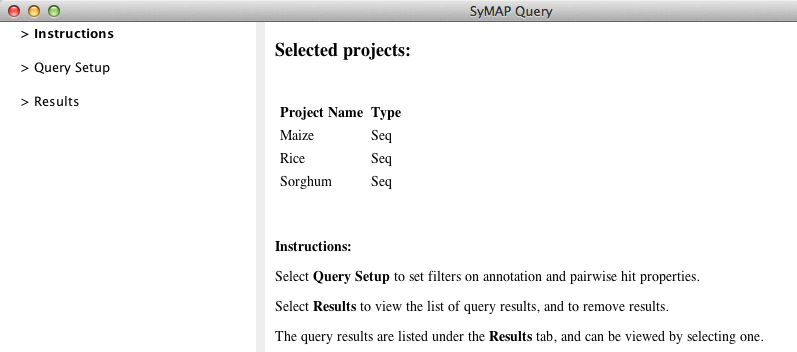 SyMAP Query
> Instructions
> Query Setup
> Results
Selected projects:
Project Name Type
Maize Seq
Rice Seq
Sorghum Seq
Instructions:
Select Query Setup to set filters on annotation and pairwise hit properties.
Select Results to view the list of query results, and to remove results.
The query results are listed under the Results tab, and can be viewed by selecting one.